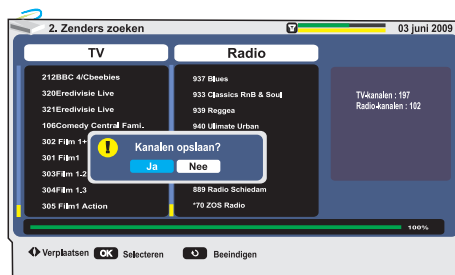 2. Zenders zoeken
03 juni 2009
TV
Radio
212BBC 4/Cbeebies
320Eredivisie Live
321Eredivisie Live
106Comedy Central Fami.
302 Film 1+
301 Film1
303Film 1.2
304Film 1,3
305 Film1 Action
937 Blues
933 Classics RnB & Soul
939 Reggea
940 Ulimate Urban
889 Radio Schiedam
*70 ZOS Radio
TV-kanalen : 197
Radio-kanalen : 102
Kanalen opslaan?
Ja
Nee
100%
Verplaatsen
OK Selecteren
Beeindigen